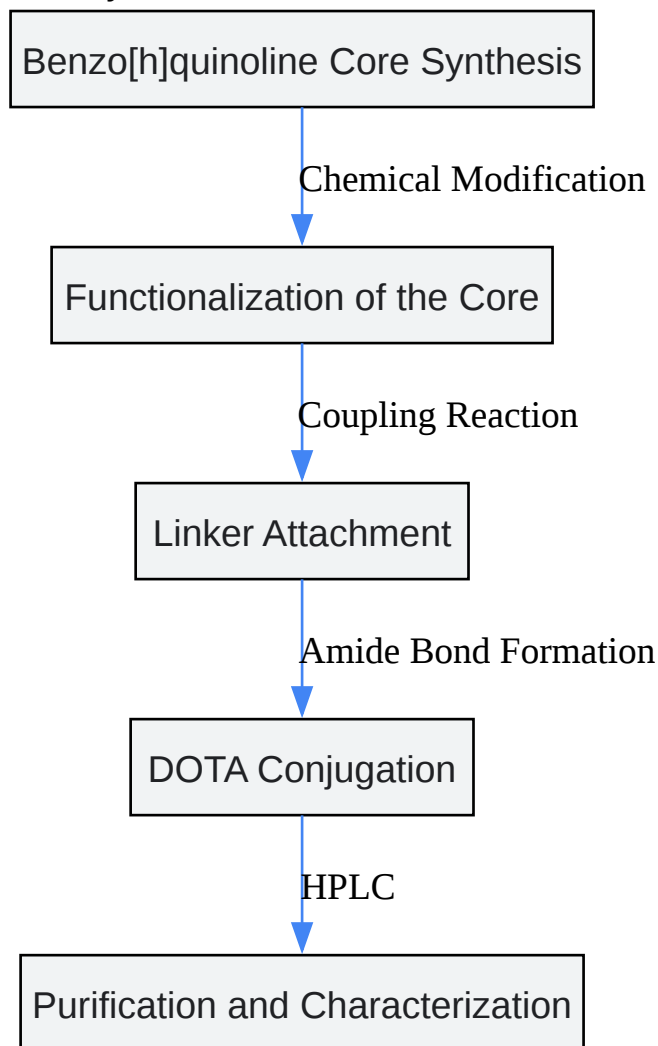 Benzo[h]quinoline Core Synthesis
Chemical Modification
Functionalization of the Core
Coupling Reaction
Linker Attachment
Amide Bond Formation
DOTA Conjugation
HPLC
Purification and Characterization